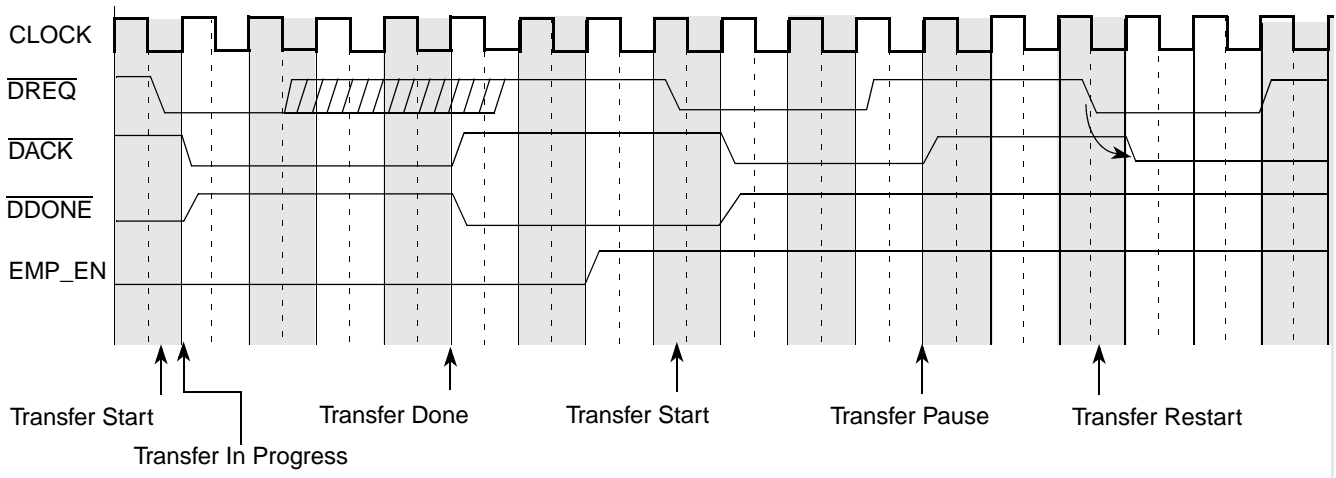 CLOCK
DREQ
DACK
DDONE
EMP_EN
Transfer Start
Transfer In Progress
Transfer Done
Transfer Start
Transfer Pause
Transfer Restart